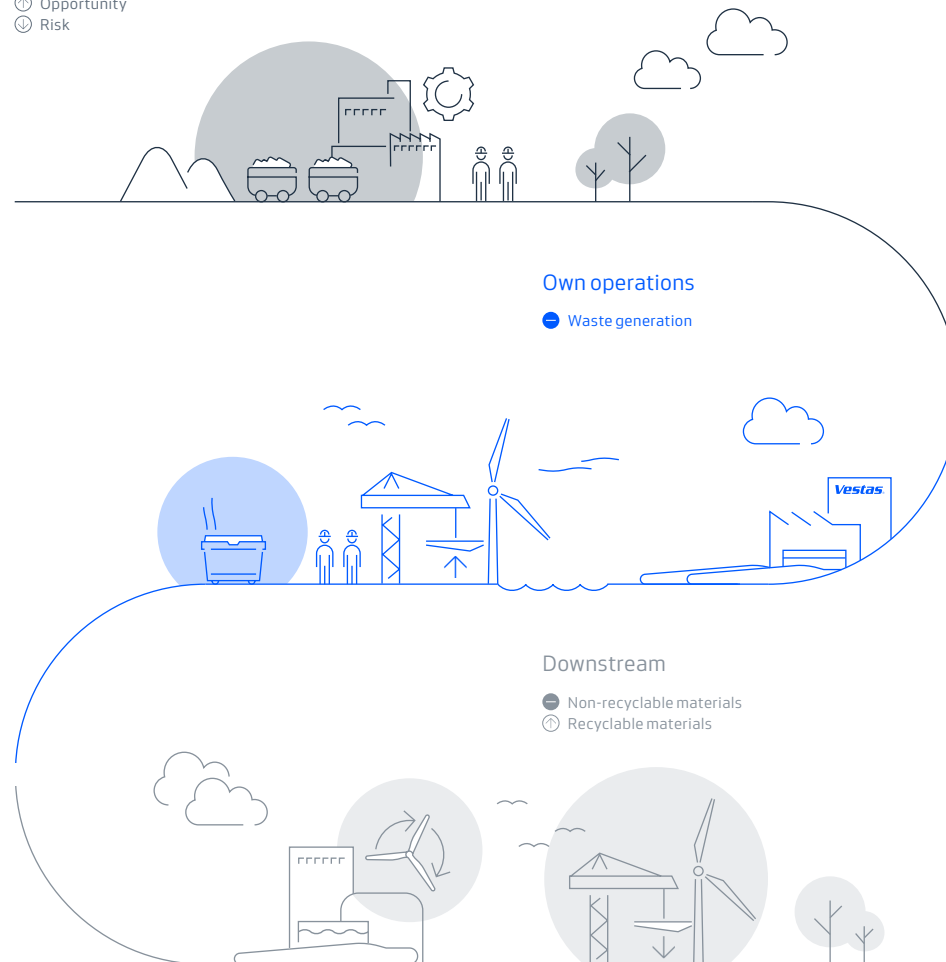 Opportunity
Risk
Own operations
Waste generation
Vestas
Downstream
Non-recyclable materials
Recyclable materials